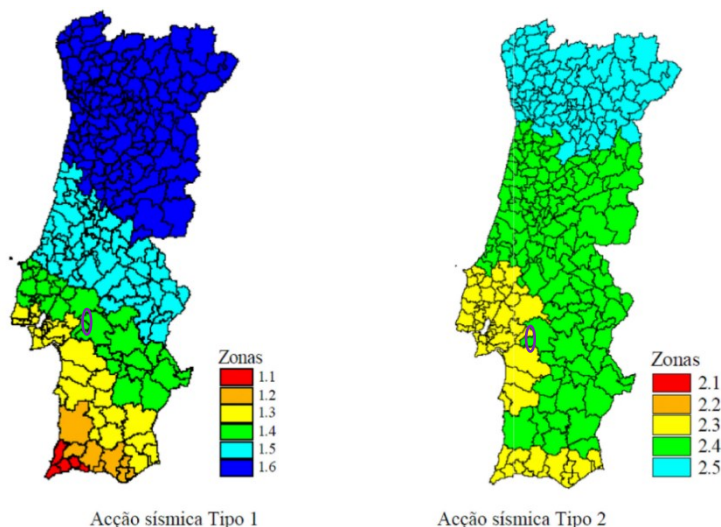 Zonas
1.1
1.2
1.3
1.4
1.5
1.6
Acção sísmica Tipo 1
Zonas
2.1
2.2
2.3
2.4
2.5
Acção sísmica Tipo 2